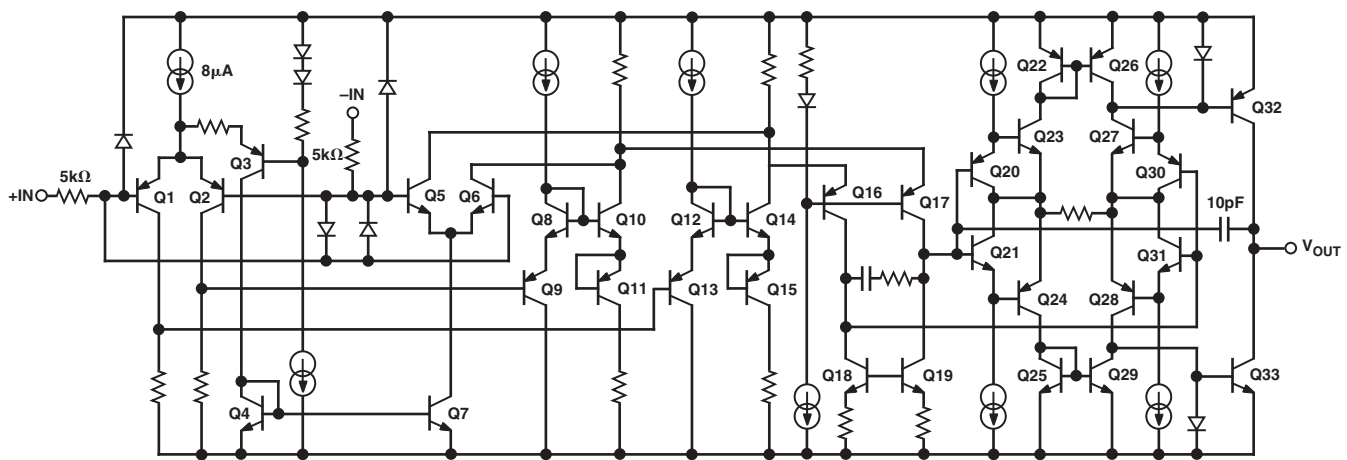 8μA
Q22
Q26
–IN
Q32
Q23
Q27
Q3
5kΩ
5kΩ
+IN
Q1
Q2
Q5
Q6
Q8
Q10
Q12
Q14
Q16
Q17
Q20
Q30
10pF
VOUT
Q21
Q31
Q9
Q11
Q13
Q15
Q24
Q28
Q18
Q19
Q25
Q29
Q33
Q4
Q7